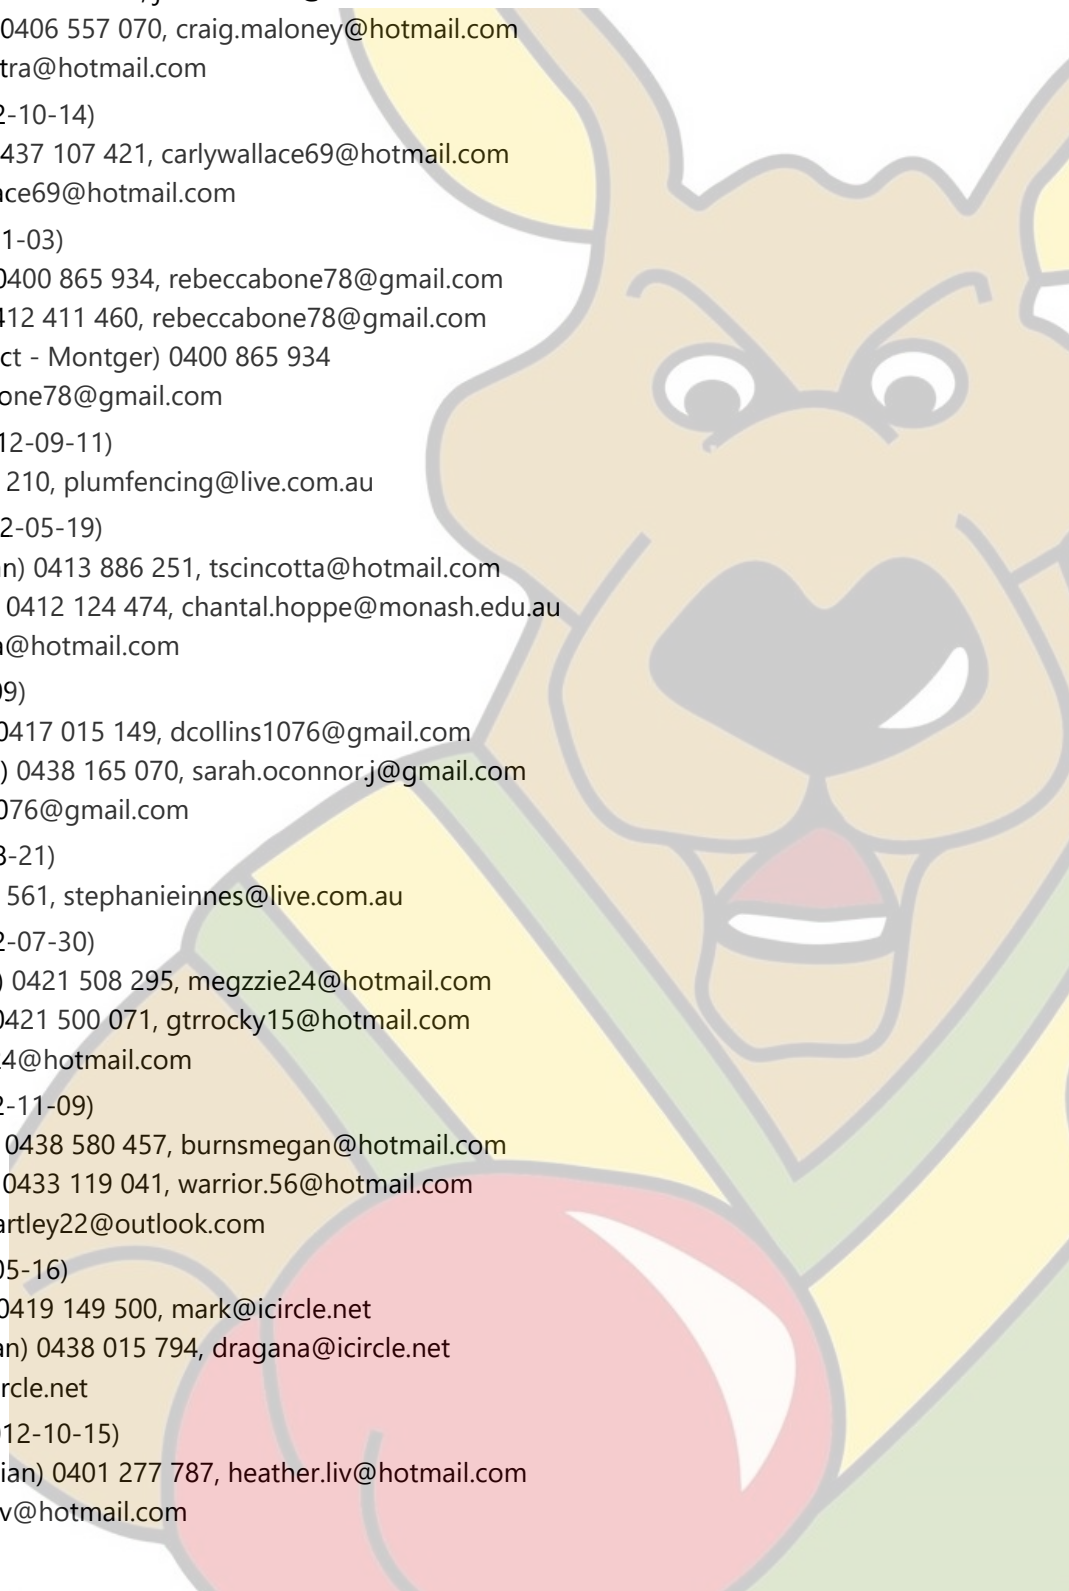 0406 557 070, craig.maloney@hotmail.com
tra@hotmail.com
2-10-14)
437 107 421, carlywallace69@hotmail.com
ace69@hotmail.com
1-03)
0400 865 934, rebeccabone78@gmail.com
412 411 460, rebeccabone78@gmail.com
ct - Montger) 0400 865 934
one78@gmail.com
12-09-11)
210, plumfencing@live.com.au
2-05-19)
an) 0413 886 251, tscincotta@hotmail.com
0412 124 474, chantal.hoppe@monash.edu.au
a@hotmail.com
09)
0417 015 149, dcollins1076@gmail.com
) 0438 165 070, sarah.oconnor.j@gmail.com
076@gmail.com
3-21)
561, stephanieinnes@live.com.au
2-07-30)
) 0421 508 295, megzzie24@hotmail.com
0421 500 071, gtrrocky15@hotmail.com
24@hotmail.com
2-11-09)
0438 580 457, burnsmegan@hotmail.com
0433 119 041, warrior.56@hotmail.com
artley22@outlook.com
05-16)
0419 149 500, mark@icircle.net
an) 0438 015 794, dragana@icircle.net
rcle.net
12-10-15)
ian) 0401 277 787, heather.liv@hotmail.com
v@hotmail.com